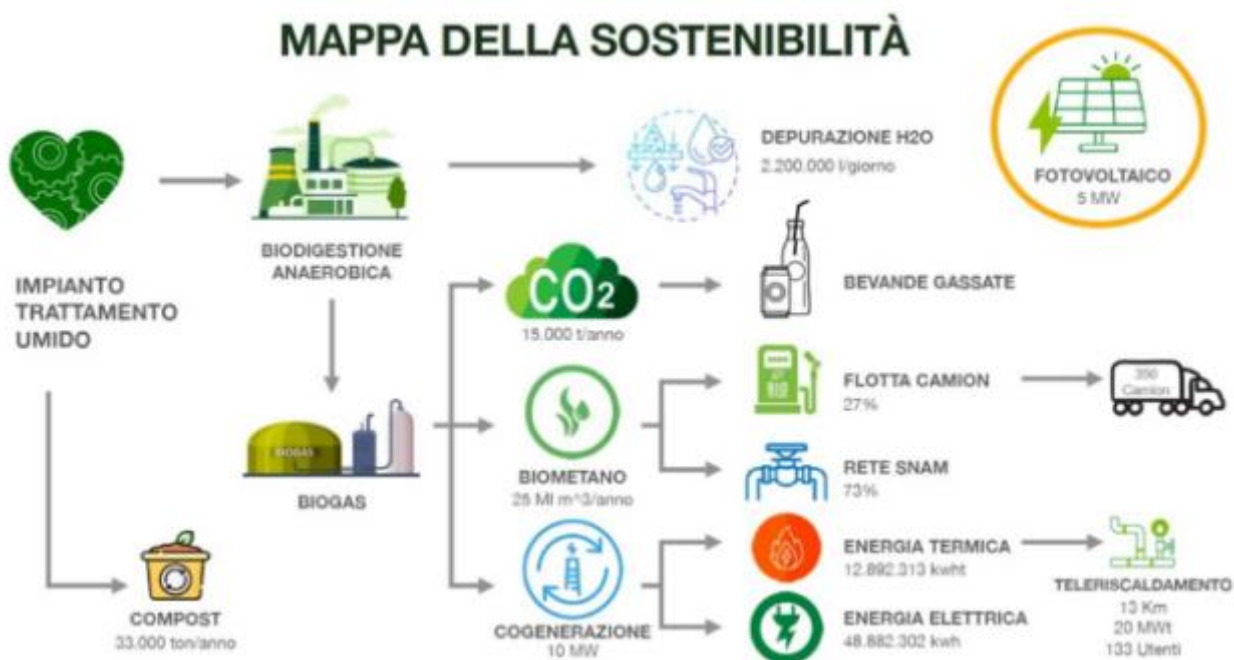 MAPPA DELLA SOSTENIBILITÀ
FOTOVOLTAICO
5 MW
DEPURAZIONE H2O
2.200.000 l/giorno
IMPIANTO
TRATTAMENTO
UMIDO
BIODIGESTIONE
ANAEROBICA
CO2
15.000 t/anno
BEVANDE GASSATE
BIOGAS
BIOGAS
BIOMETANO
25 Ml m^3/anno
BIO
FLOTTA CAMION
27%
350
Camion
RETE SNAM
73%
COMPOST
33.000 ton/anno
COGENERAZIONE
10 MW
ENERGIA TERMICA
12.892.313 kwht
ENERGIA ELETTRICA
48.882.302 kwh
TELERISCALDAMENTO
13 Km
20 MWt
133 Utenti